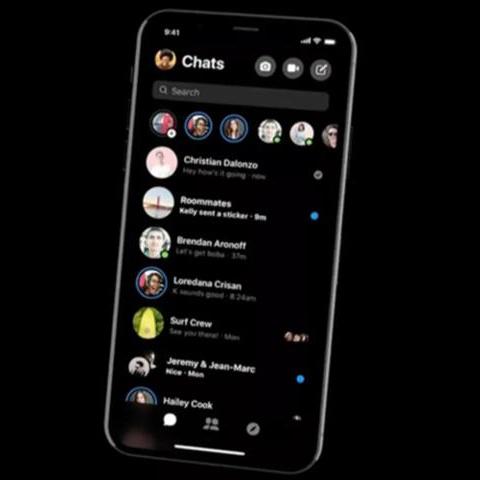 9:41
Chats
Search
Christian Dalonzo
Hey how's it going · now
Roommates
Kelly sent a sticker · 9m
Brendan Aronoff
Let's get boba · 37m
Loredana Crisan
K sounds good · 8:24am
Surf Crew
See you there! · Mon
Jeremy & Jean-Marc
Nice · Mon
Hailey Cook